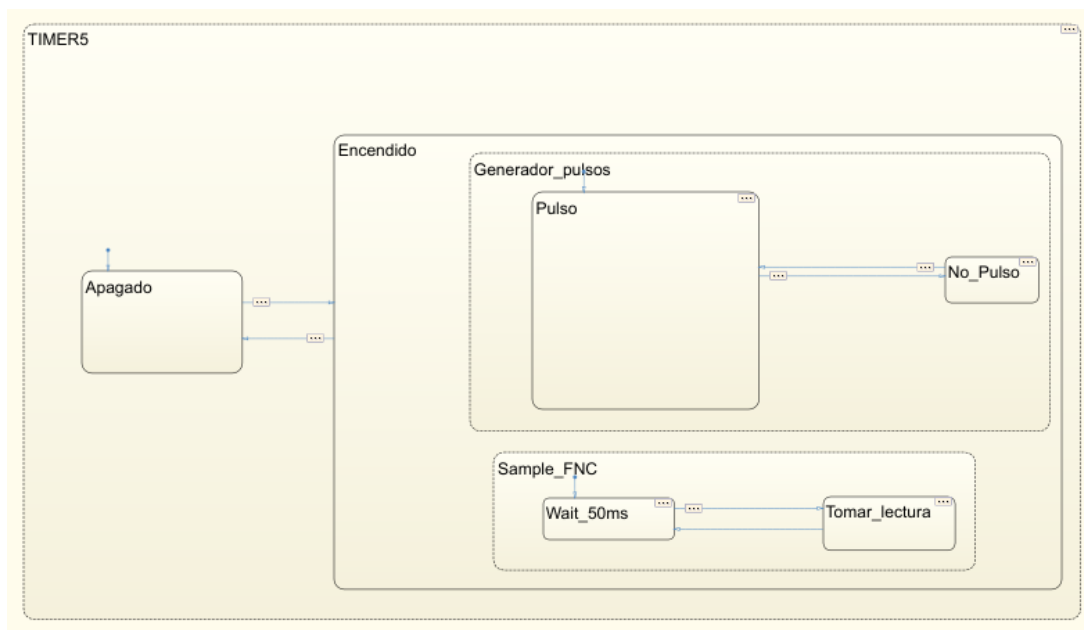 TIMER5
Encendido
Generador_pulsos
Pulso
No_Pulso
Apagado
Sample_FNC
Wait_50ms
Tomar_lectura